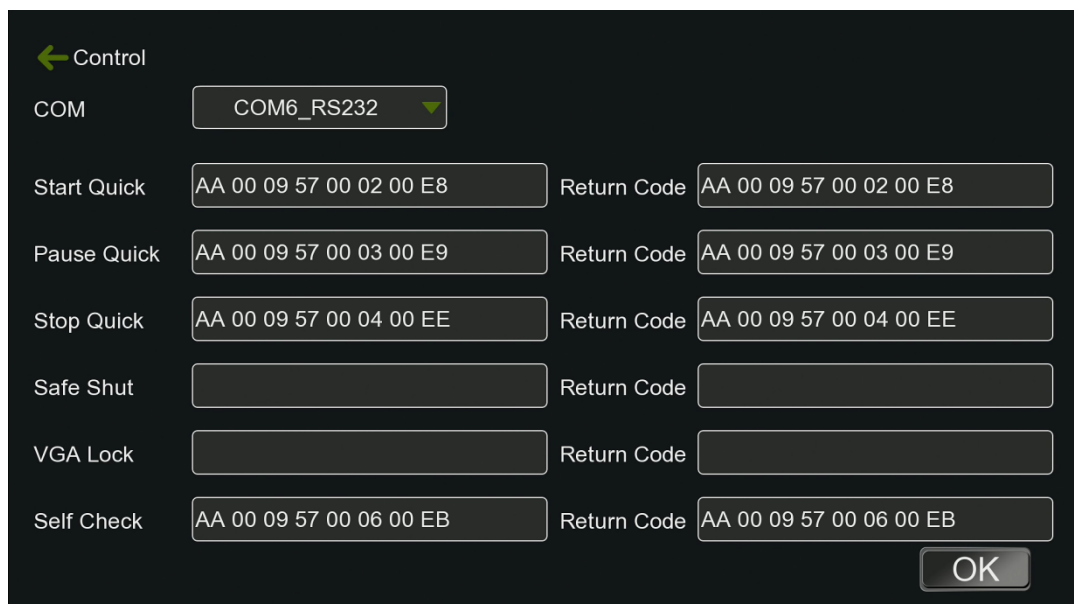 Control
COM COM6_RS232
Start Quick AA 00 09 57 00 02 00 E8 Return Code AA 00 09 57 00 02 00 E8
Pause Quick AA 00 09 57 00 03 00 E9 Return Code AA 00 09 57 00 03 00 E9
Stop Quick AA 00 09 57 00 04 00 EE Return Code AA 00 09 57 00 04 00 EE
Safe Shut Return Code
VGA Lock Return Code
Self Check AA 00 09 57 00 06 00 EB Return Code AA 00 09 57 00 06 00 EB
OK